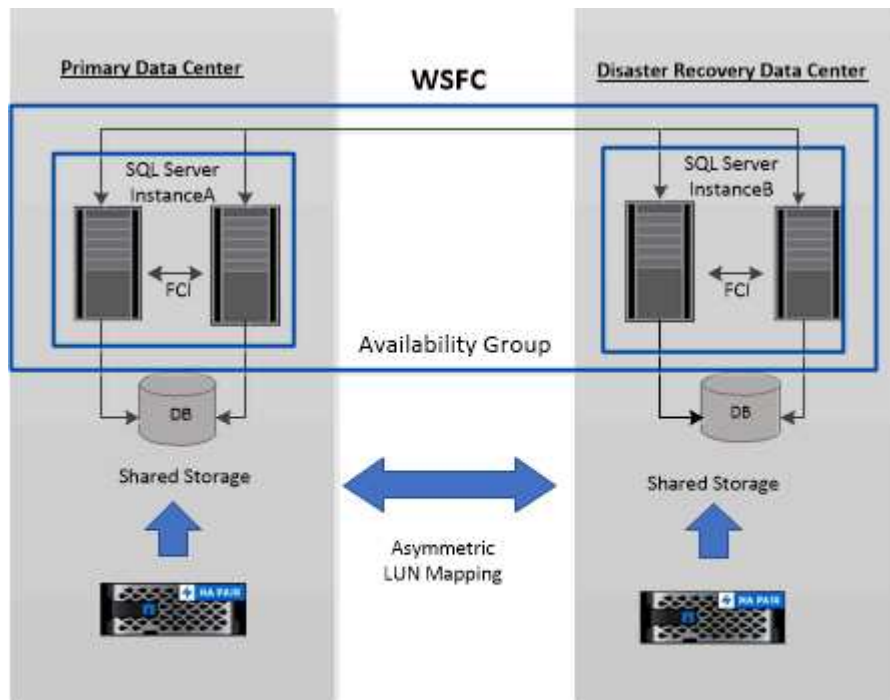 Primary Data Center
WSFC
Disaster Recovery Data Center
SQL Server
InstanceA
SQL Server
InstanceB
FCI
FCI
Availability Group
DB
DB
Shared Storage
Shared Storage
Asymmetric
LUN Mapping
HA PAIR
HA PAIR